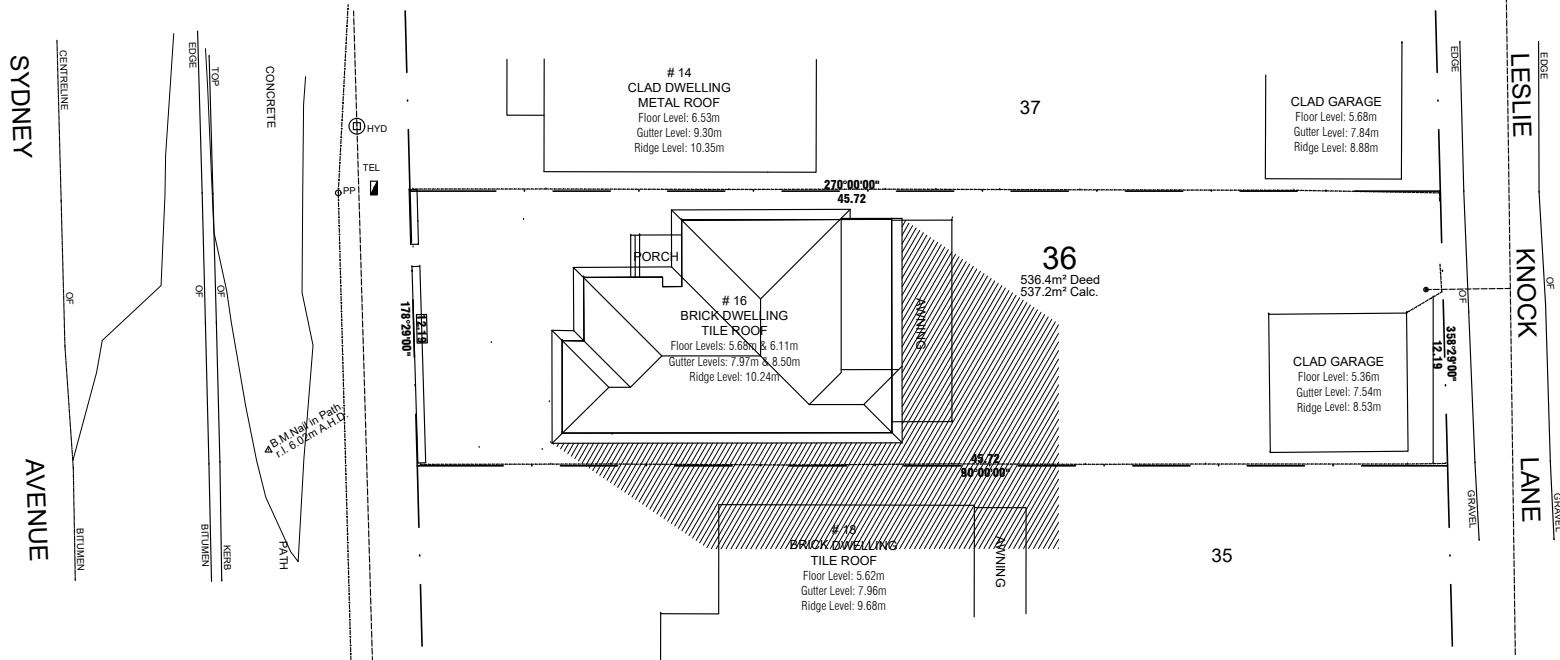 SYDNEY
AVENUE
CENTRELINE
OF
BITUMEN
EDGE
OF
BITUMEN
TOP
OF
KERB
CONCRETE
PATH
B.M.Nail in Path
r.l. 6.02m A.H.D.
HYD
TEL
PP
# 14
CLAD DWELLING
METAL ROOF
Floor Level: 6.53m
Gutter Level: 9.30m
Ridge Level: 10.35m
37
CLAD GARAGE
Floor Level: 5.68m
Gutter Level: 7.84m
Ridge Level: 8.88m
270°00'00"
45.72
178°29'00"
12.19
PORCH
# 16
BRICK DWELLING
TILE ROOF
Floor Levels: 5.68m & 6.11m
Gutter Levels: 7.97m & 8.50m
Ridge Level: 10.24m
AWNING
36
536.4m² Deed
537.2m² Calc.
CLAD GARAGE
Floor Level: 5.36m
Gutter Level: 7.54m
Ridge Level: 8.53m
358°29'00"
12.19
45.72
90°00'00"
# 18
BRICK DWELLING
TILE ROOF
Floor Level: 5.62m
Gutter Level: 7.96m
Ridge Level: 9.68m
AWNING
35
EDGE
OF
GRAVEL
LESLIE
KNOCK
LANE
EDGE
OF
GRAVEL